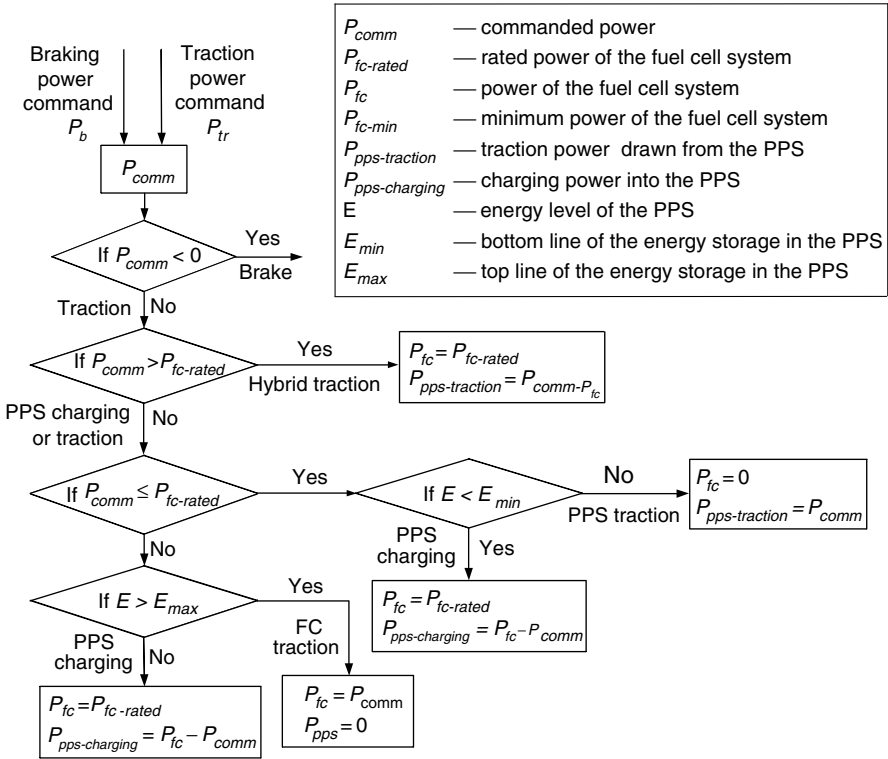 Braking
power
command
P_b
Traction
power
command
P_tr
P_comm — commanded power
P_fc-rated — rated power of the fuel cell system
P_fc — power of the fuel cell system
P_fc-min — minimum power of the fuel cell system
P_pps-traction — traction power drawn from the PPS
P_pps-charging — charging power into the PPS
E — energy level of the PPS
E_min — bottom line of the energy storage in the PPS
E_max — top line of the energy storage in the PPS
P_comm
If P_comm < 0
Yes
Brake
Traction
No
If P_comm > P_fc-rated
Yes
Hybrid traction
P_fc = P_fc-rated
P_pps-traction = P_comm-P_fc
PPS charging
or traction
No
If P_comm ≤ P_fc-rated
Yes
If E < E_min
No
PPS traction
P_fc = 0
P_pps-traction = P_comm
PPS
charging
Yes
P_fc = P_fc-rated
P_pps-charging = P_fc – P_comm
No
If E > E_max
Yes
FC
traction
P_fc = P_comm
P_pps = 0
PPS
charging
No
P_fc = P_fc-rated
P_pps-charging = P_fc – P_comm